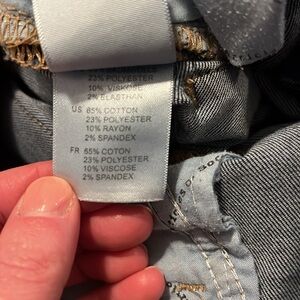 23% POLYESTER
10% VISKOSE
2% ELASTHAN
US 65% COTTON
23% POLYESTER
10% RAYON
2% SPANDEX
FR 65% COTON
23% POLYESTER
10% VISCOSE
2% SPANDEX